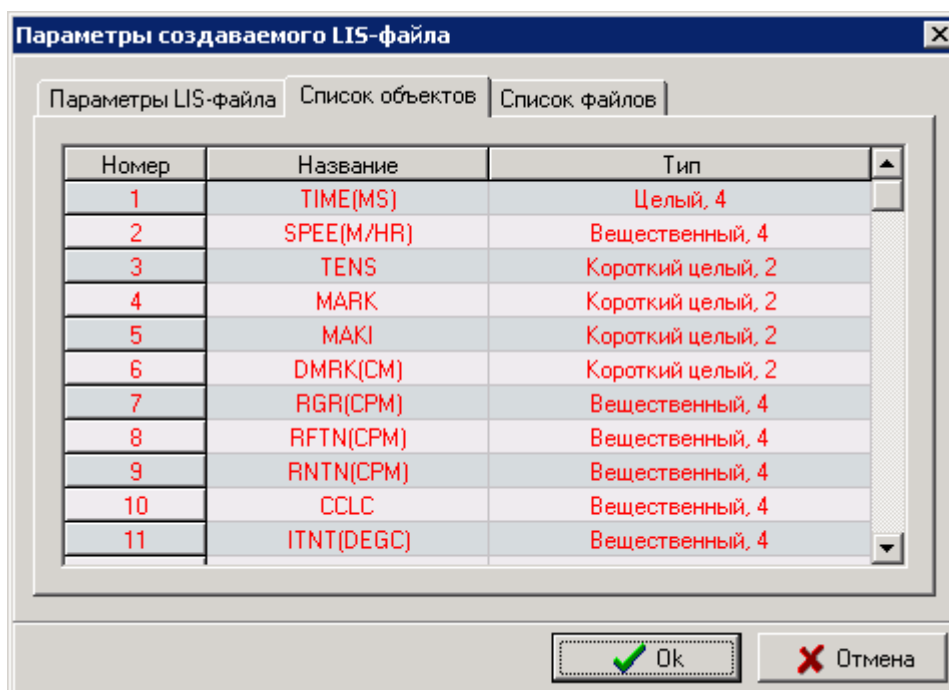 Параметры создаваемого LIS-файла
Параметры LIS-файла Список объектов Список файлов
Номер Название Тип
1 TIME(MS) Целый, 4
2 SPEE(M/HR) Вещественный, 4
3 TENS Короткий целый, 2
4 MARK Короткий целый, 2
5 MAKI Короткий целый, 2
6 DMRK(CM) Короткий целый, 2
7 RGR(CPM) Вещественный, 4
8 RFTN(CPM) Вещественный, 4
9 RNTN(CPM) Вещественный, 4
10 CCLC Вещественный, 4
11 ITNT(DEGC) Вещественный, 4
Ok Отмена